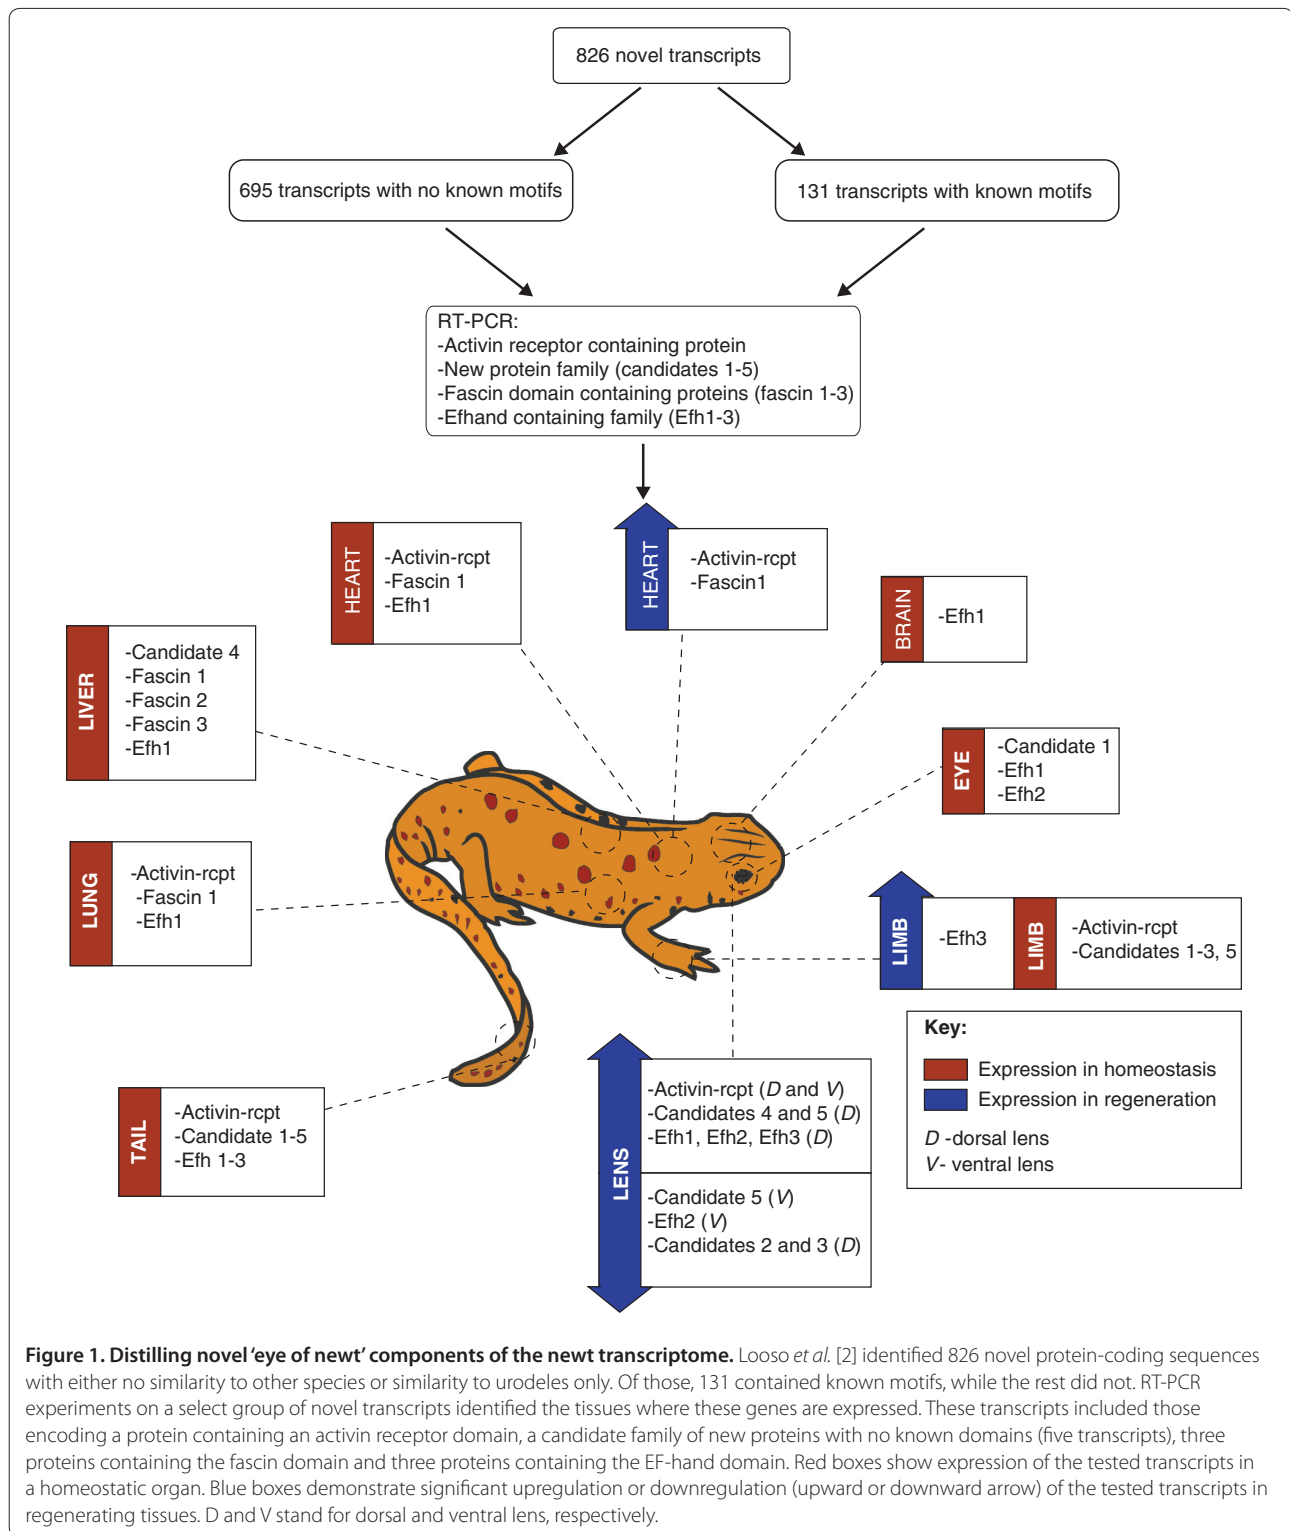 826 novel transcripts
695 transcripts with no known motifs
131 transcripts with known motifs
RT-PCR:
-Activin receptor containing protein
-New protein family (candidates 1-5)
-Fascin domain containing proteins (fascin 1-3)
-Efhand containing family (Efh1-3)
HEART
-Activin-rcpt
-Fascin 1
-Efh1
HEART
-Activin-rcpt
-Fascin1
BRAIN
-Efh1
LIVER
-Candidate 4
-Fascin 1
-Fascin 2
-Fascin 3
-Efh1
EYE
-Candidate 1
-Efh1
-Efh2
LUNG
-Activin-rcpt
-Fascin 1
-Efh1
LIMB
-Efh3
LIMB
-Activin-rcpt
-Candidates 1-3, 5
TAIL
-Activin-rcpt
-Candidate 1-5
-Efh 1-3
LENS
-Activin-rcpt (D and V)
-Candidates 4 and 5 (D)
-Efh1, Efh2, Efh3 (D)
-Candidate 5 (V)
-Efh2 (V)
-Candidates 2 and 3 (D)
Key:
Expression in homeostasis
Expression in regeneration
D -dorsal lens
V- ventral lens
Figure 1. Distilling novel 'eye of newt' components of the newt transcriptome. Looso et al. [2] identified 826 novel protein-coding sequences
with either no similarity to other species or similarity to urodeles only. Of those, 131 contained known motifs, while the rest did not. RT-PCR
experiments on a select group of novel transcripts identified the tissues where these genes are expressed. These transcripts included those
encoding a protein containing an activin receptor domain, a candidate family of new proteins with no known domains (five transcripts), three
proteins containing the fascin domain and three proteins containing the EF-hand domain. Red boxes show expression of the tested transcripts in
a homeostatic organ. Blue boxes demonstrate significant upregulation or downregulation (upward or downward arrow) of the tested transcripts in
regenerating tissues. D and V stand for dorsal and ventral lens, respectively.